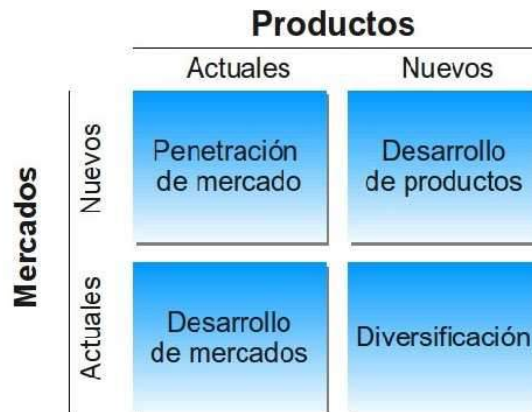 Productos
Actuales
Nuevos
Mercados
Nuevos
Penetración
de mercado
Desarrollo
de productos
Actuales
Desarrollo
de mercados
Diversificación